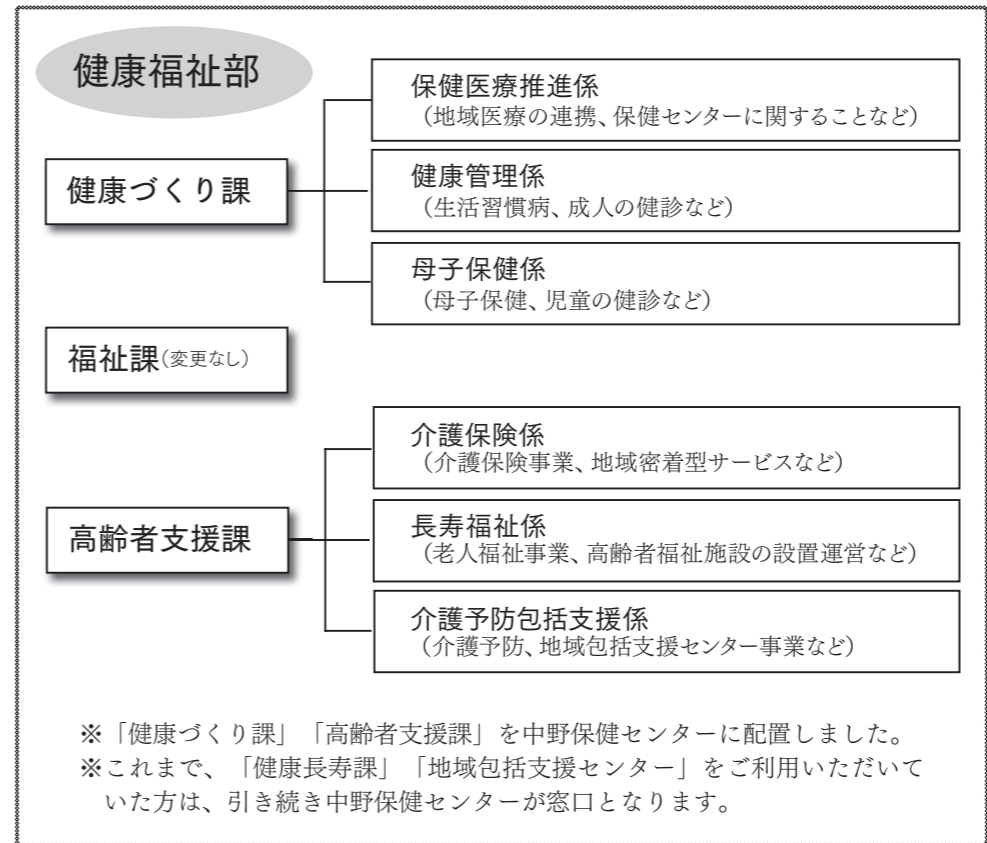 健康福祉部
健康づくり課
保健医療推進係
（地域医療の連携、保健センターに関することなど）
健康管理係
（生活習慣病、成人の健診など）
母子保健係
（母子保健、児童の健診など）
福祉課（変更なし）
高齢者支援課
介護保険係
（介護保険事業、地域密着型サービスなど）
長寿福祉係
（老人福祉事業、高齢者福祉施設の設置運営など）
介護予防包括支援係
（介護予防、地域包括支援センター事業など）
※「健康づくり課」「高齢者支援課」を中野保健センターに配置しました。
※これまで、「健康長寿課」「地域包括支援センター」をご利用いただいて
いた方は、引き続き中野保健センターが窓口となります。